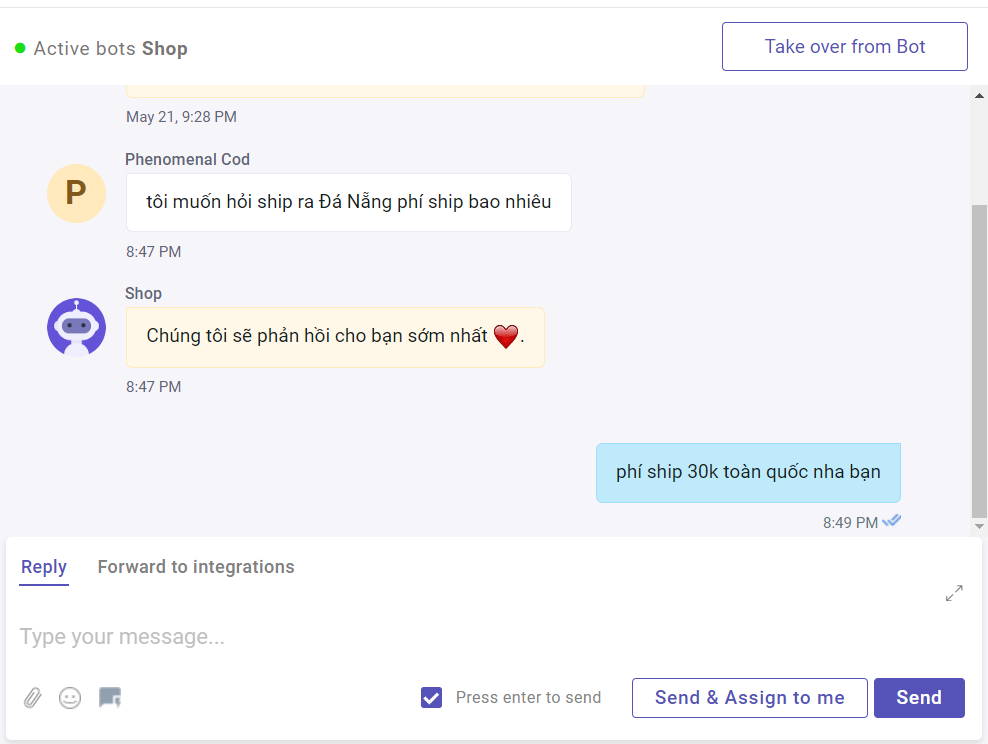 Active bots Shop
Take over from Bot
May 21, 9:28 PM
Phenomenal Cod
P
tôi muốn hỏi ship ra Đá Nẵng phí ship bao nhiêu
8:47 PM
Shop
Chúng tôi sẽ phản hồi cho bạn sớm nhất ❤️.
8:47 PM
phí ship 30k toàn quốc nha bạn
8:49 PM
Reply Forward to integrations
Type your message...
Press enter to send Send & Assign to me Send